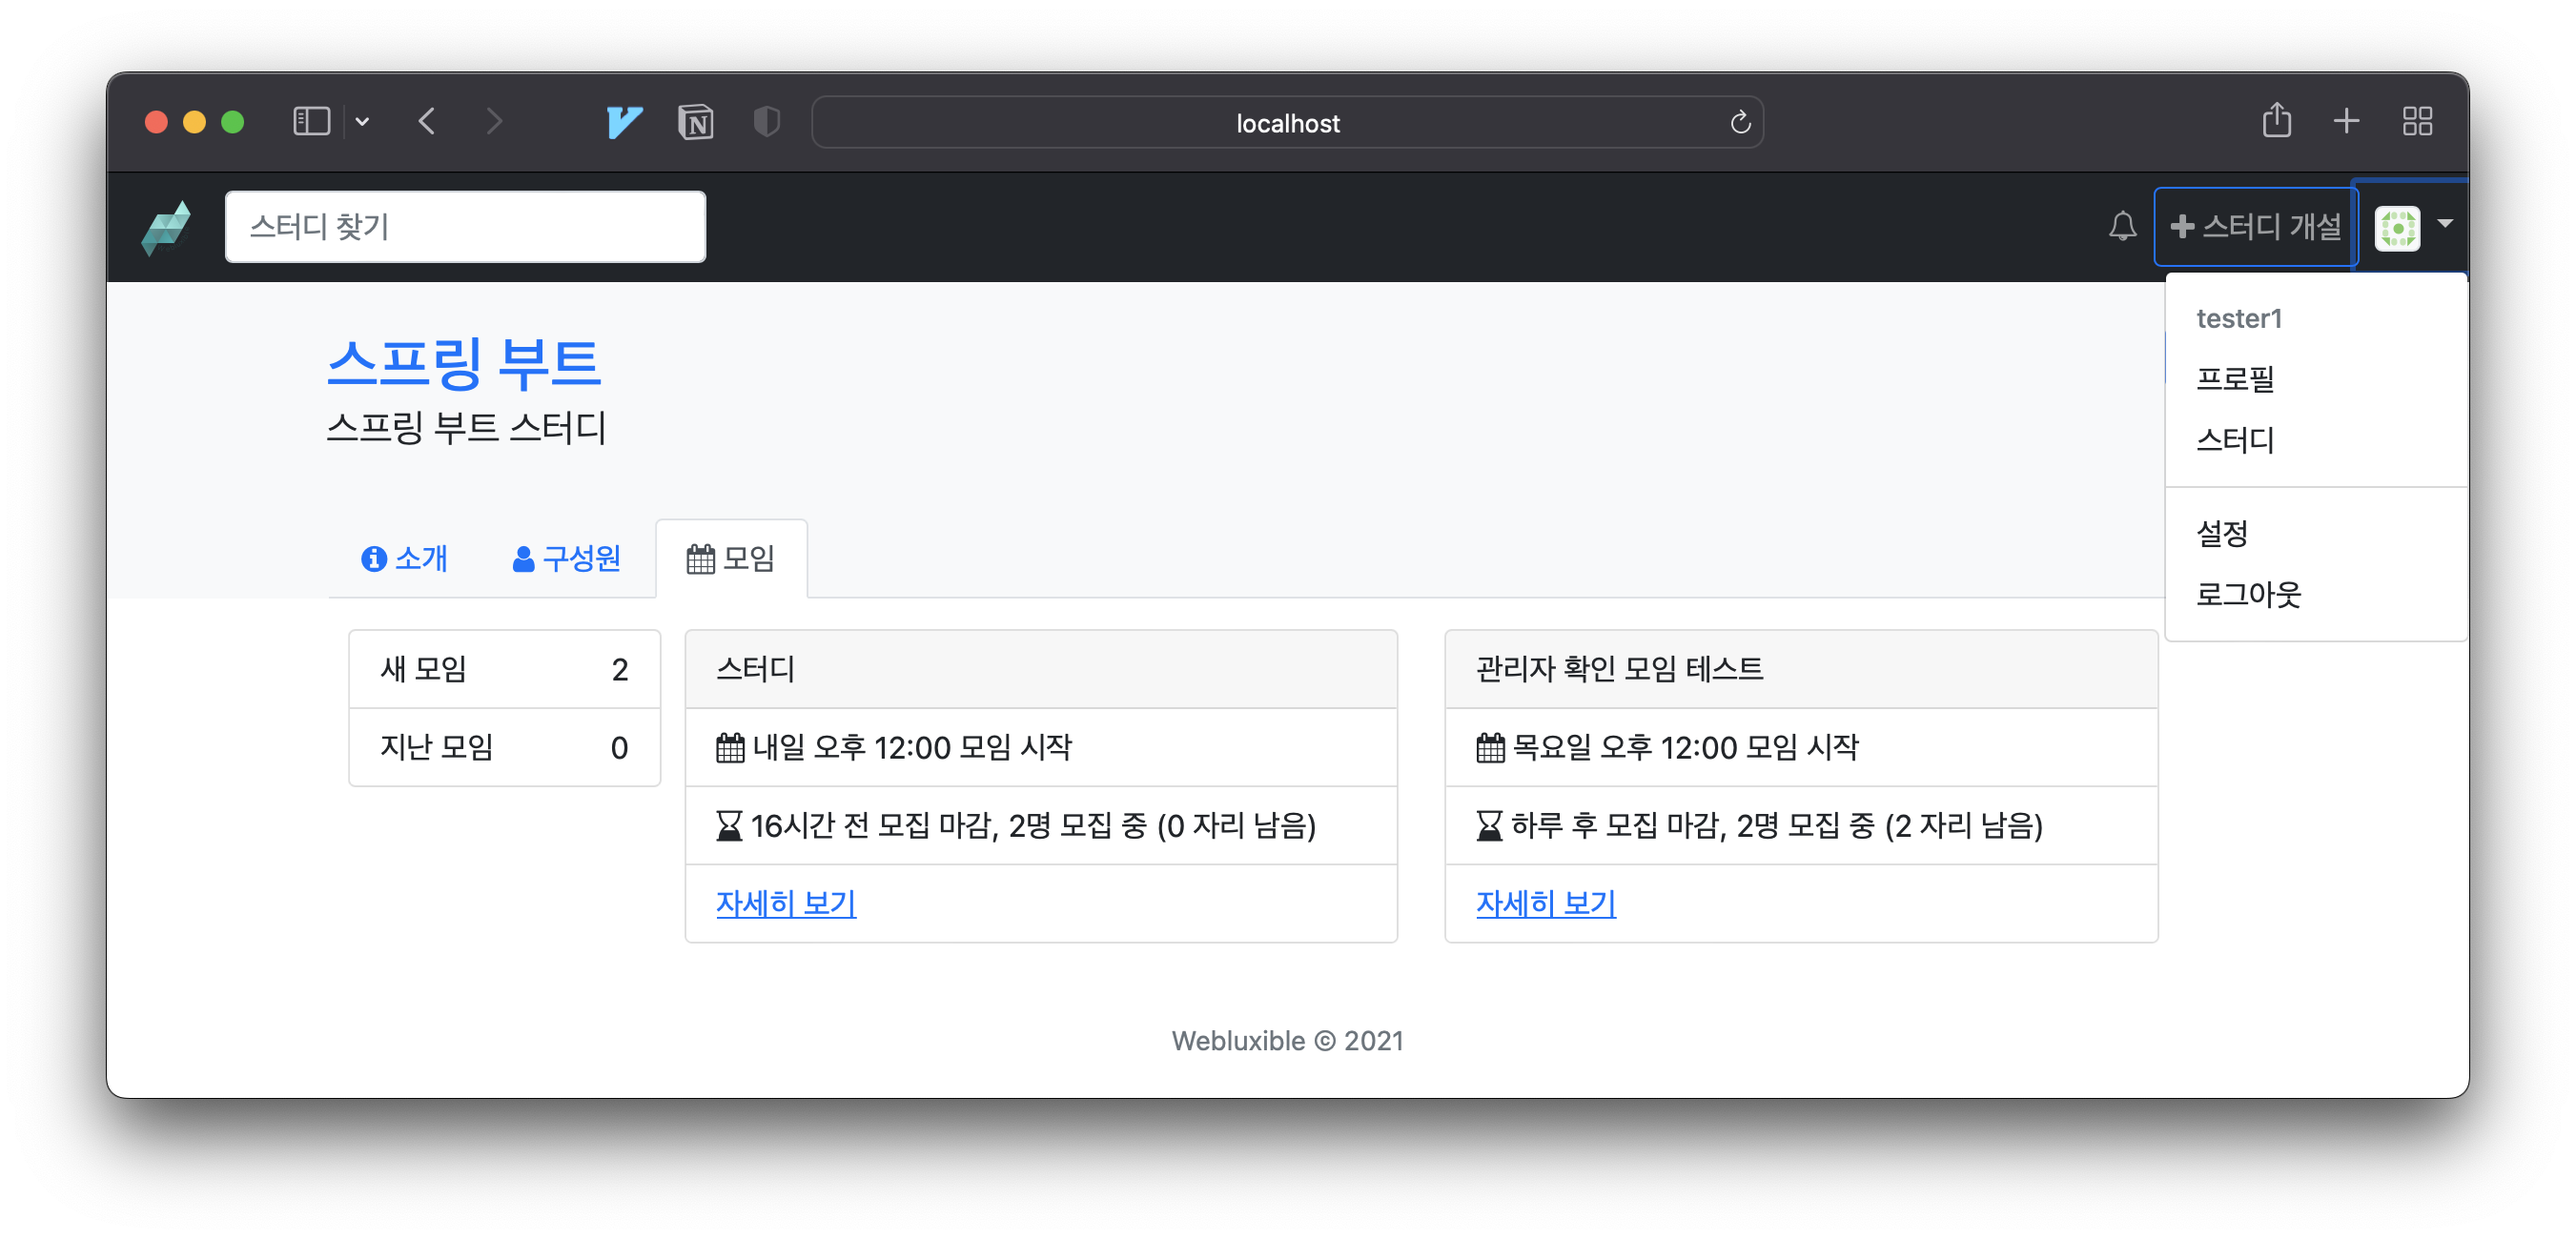 localhost
스터디 찾기
스터디 개설
tester1
프로필
스터디
설정
로그아웃
스프링 부트
스프링 부트 스터디
소개
구성원
모임
새 모임 2
지난 모임 0
스터디
내일 오후 12:00 모임 시작
16시간 전 모집 마감, 2명 모집 중 (0 자리 남음)
자세히 보기
관리자 확인 모임 테스트
목요일 오후 12:00 모임 시작
하루 후 모집 마감, 2명 모집 중 (2 자리 남음)
자세히 보기
Webluxible © 2021